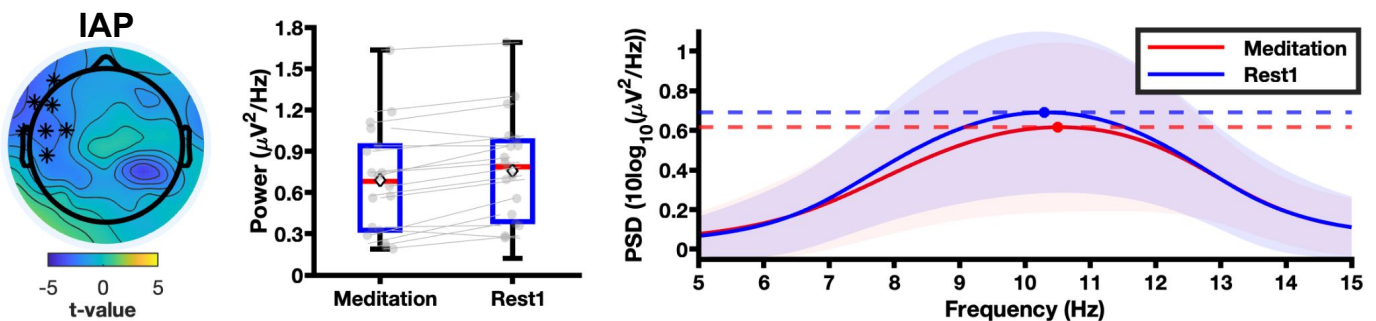 IAP
-5 0 5
t-value
Power (μV²/Hz)
1.8
1.5
1.2
0.9
0.6
0.3
0
Meditation Rest1
PSD (10log₁₀(μV²/Hz))
1
0.8
0.6
0.4
0.2
0
5 6 7 8 9 10 11 12 13 14 15
Frequency (Hz)
Meditation
Rest1